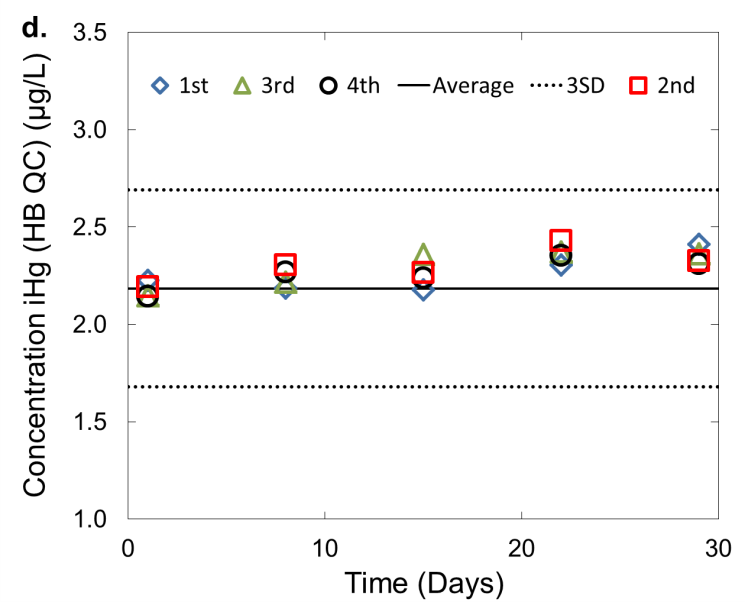 d.
Concentration iHg (HB QC) (µg/L)
3.5
1st 3rd 4th Average 3SD 2nd
3.0
2.5
2.0
1.5
1.0
0 10 20 30
Time (Days)